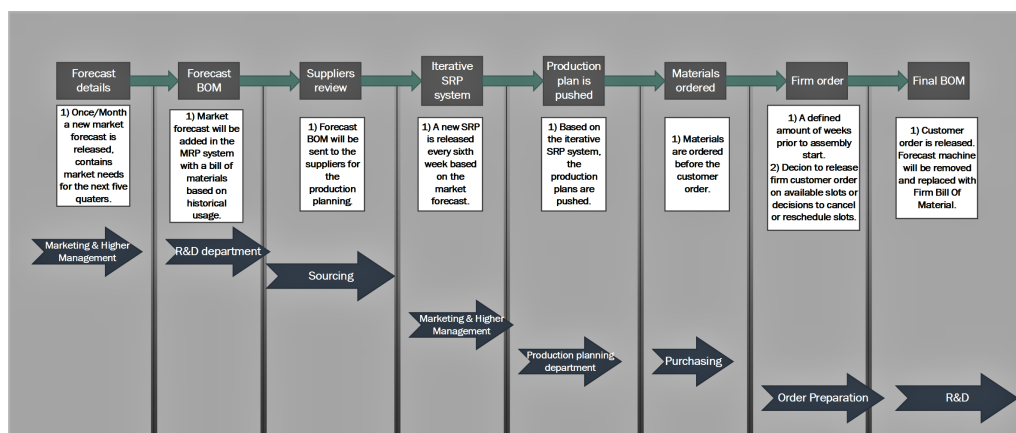 Forecast
details
Forecast
BOM
Suppliers
review
Iterative
SRP
system
Production
plan is
pushed
Materials
ordered
Firm order
Final BOM
1) Once/Month
a new market
forecast is
released,
contains
market needs
for the next five
quaters.
1) Market
forecast will be
added in the
MRP system
with a bill of
materials
based on
historical
usage.
1) Forecast
BOM will be
sent to the
suppliers for
the
production
planning.
1) A new SRP
is released
every sixth
week based
on the
market
forecast.
1) Based on
the iterative
SRP system,
the
production
plans are
pushed.
1) Materials
are ordered
before the
customer
order.
1) A defined
amount of weeks
prior to assembly
start.
2) Decion to release
firm customer order
on available slots or
decisions to cancel
or reschedule slots.
1) Customer
order is released.
Forecast machine
will be removed
and replaced with
Firm Bill Of
Material.
Marketing & Higher
Management
R&D department
Sourcing
Marketing & Higher
Management
Production planning
department
Purchasing
Order Preparation
R&D